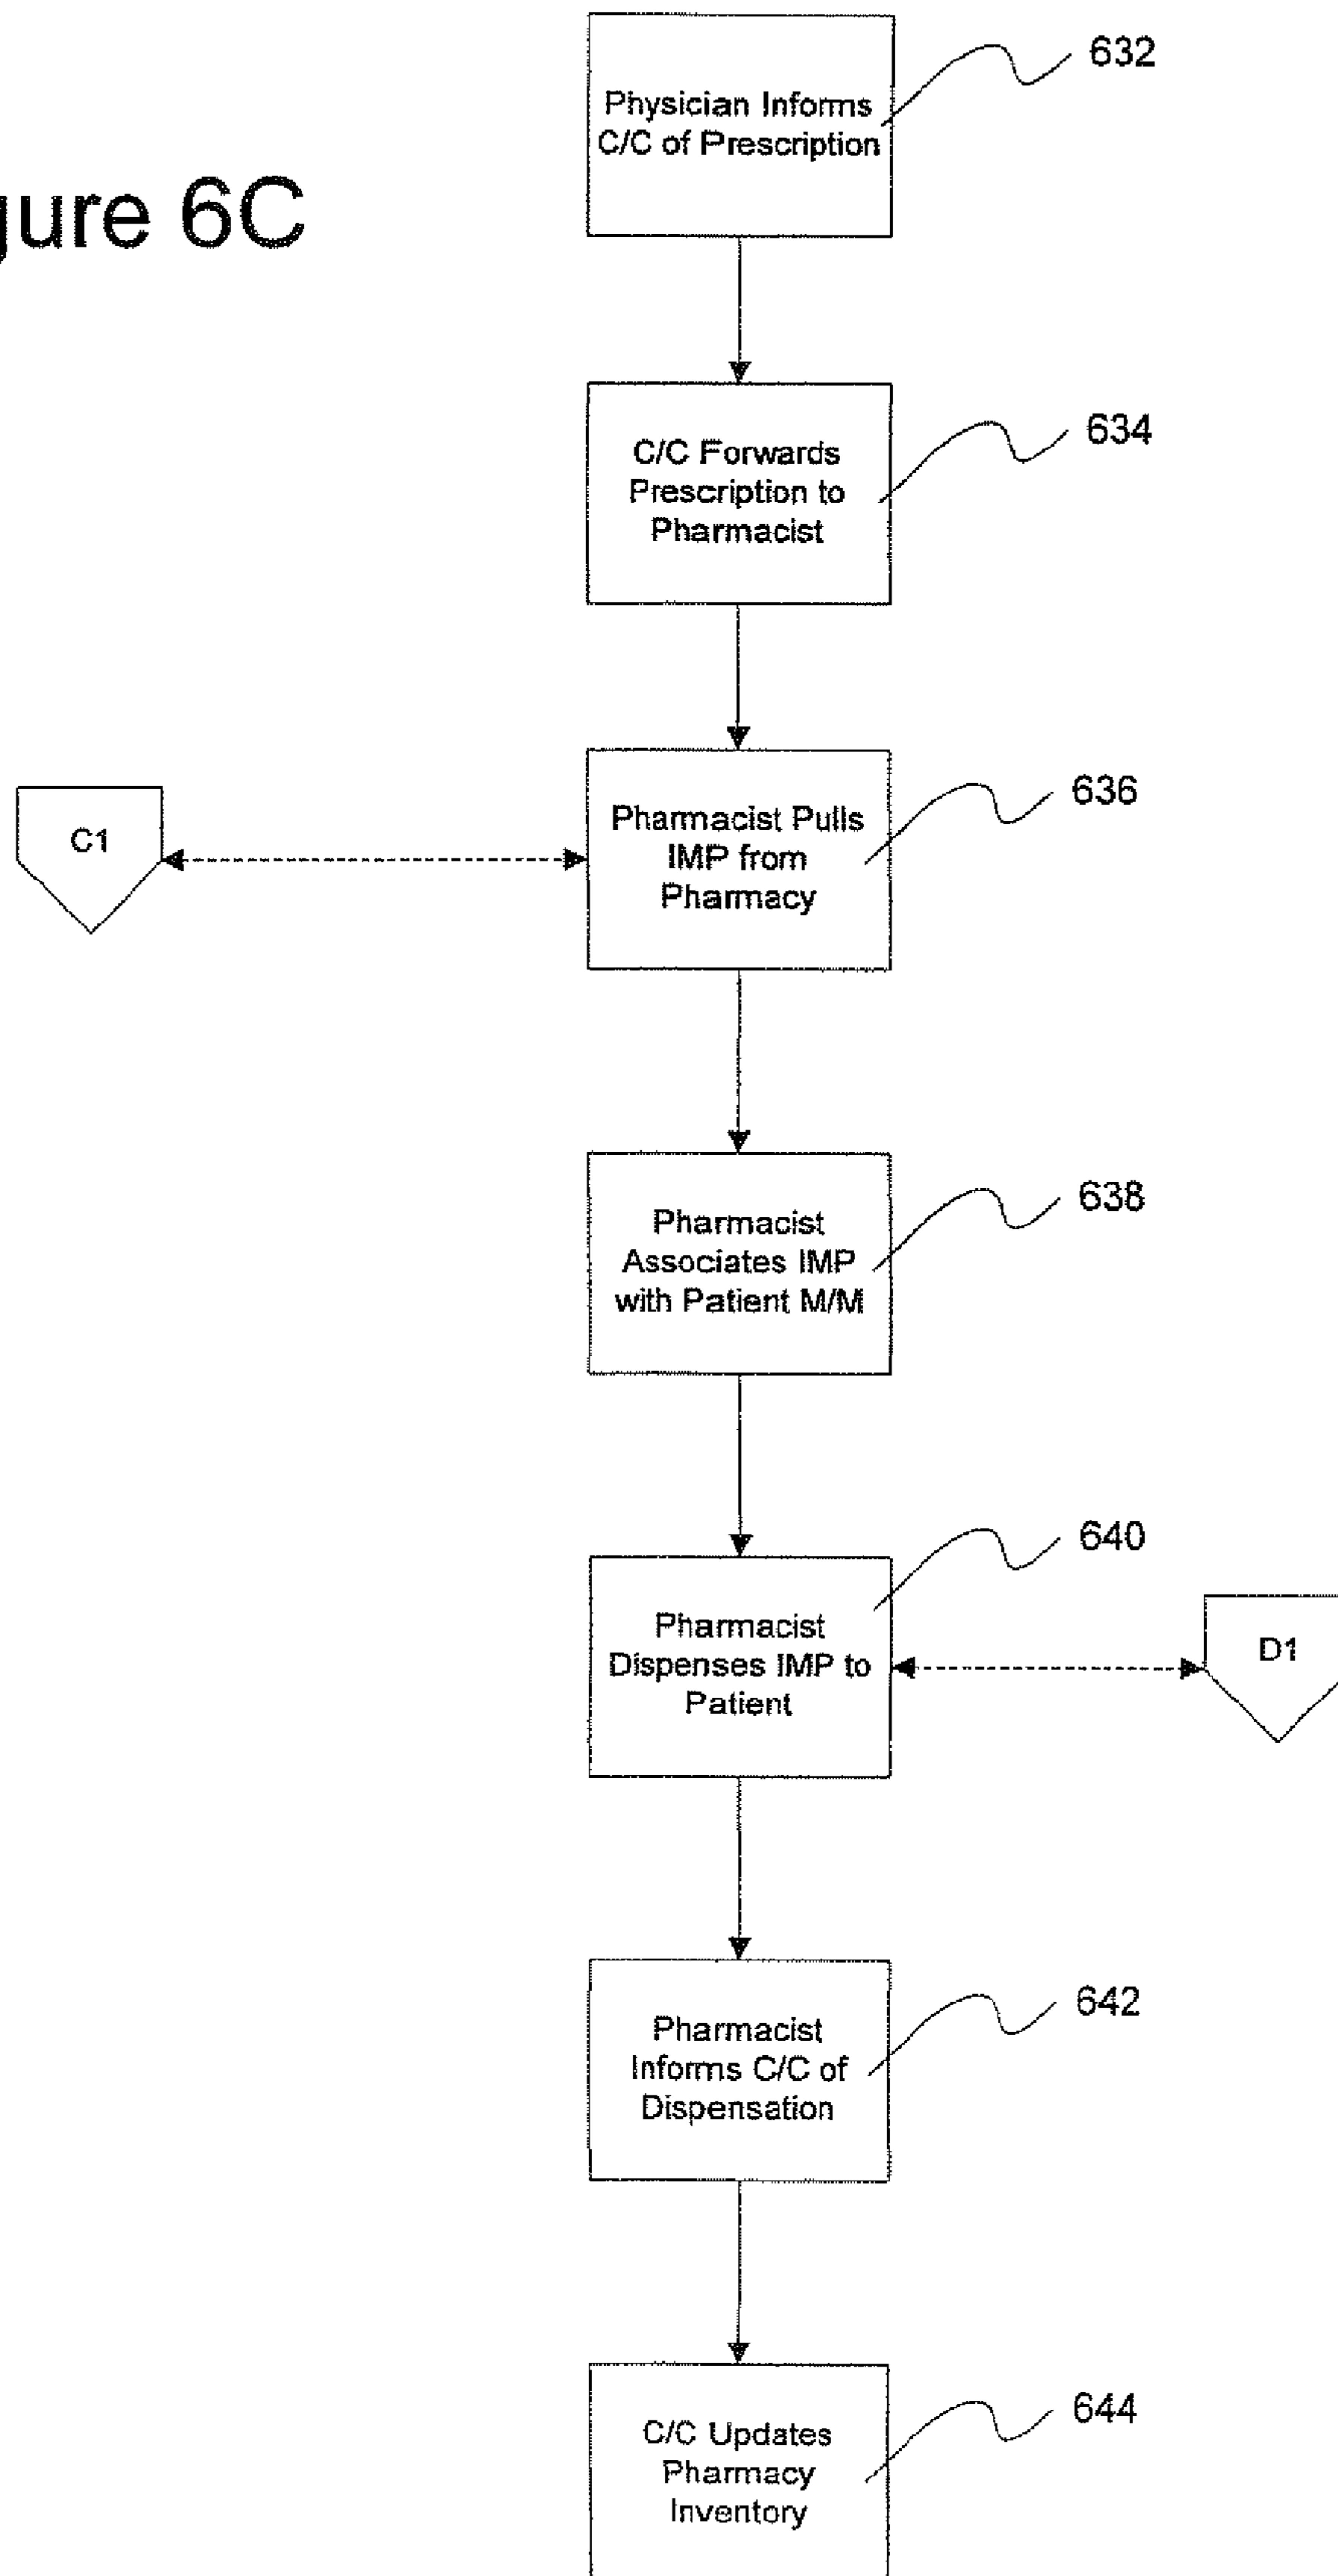 632
Physician Informs
C/C of Prescription
gure 6C
634
C/C Forwards
Prescription to
Pharmacist
636
Pharmacist Pulls
IMP from
Pharmacy
C1
638
Pharmacist
Associates IMP
with Patient M/M
640
Pharmacist
Dispenses IMP to
Patient
D1
642
Pharmacist
Informs C/C of
Dispensation
644
C/C Updates
Pharmacy
Inventory